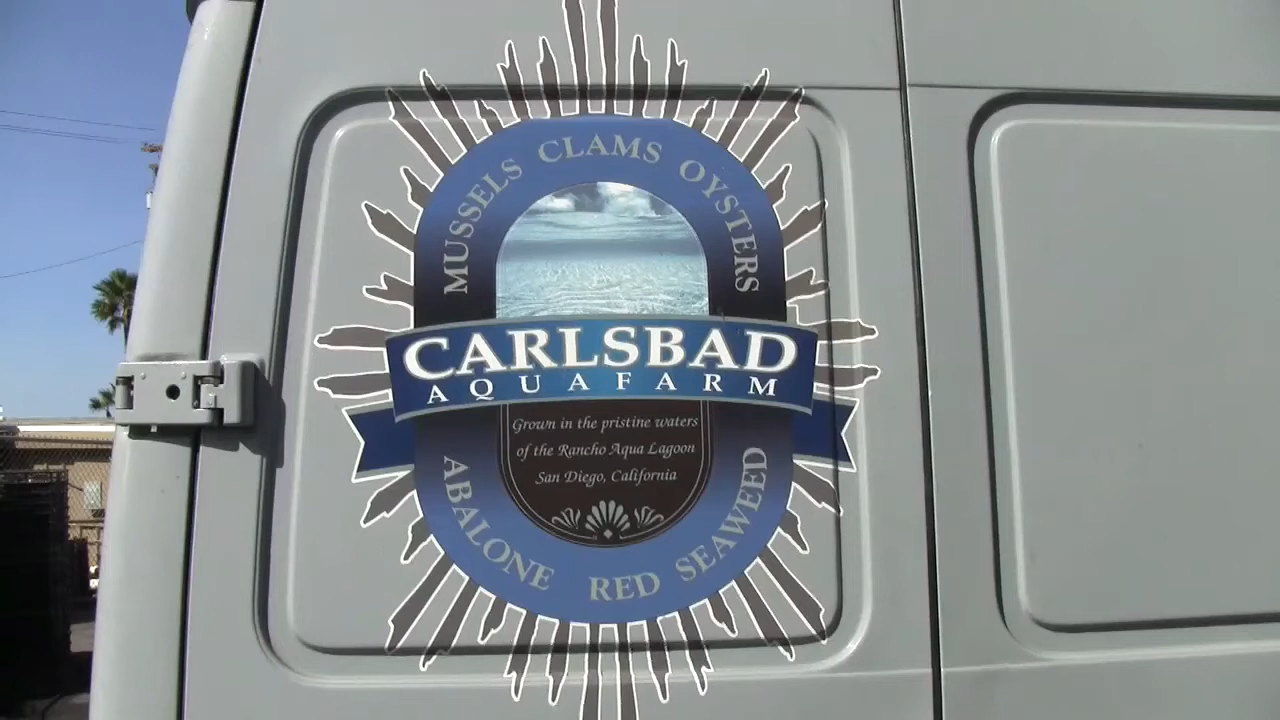 MUSSELS CLAMS OYSTERS
CARLSBAD
AQUAFARM
Grown in the pristine waters
of the Rancho Aqua Lagoon
San Diego, California
ABALONE RED SEAWEED